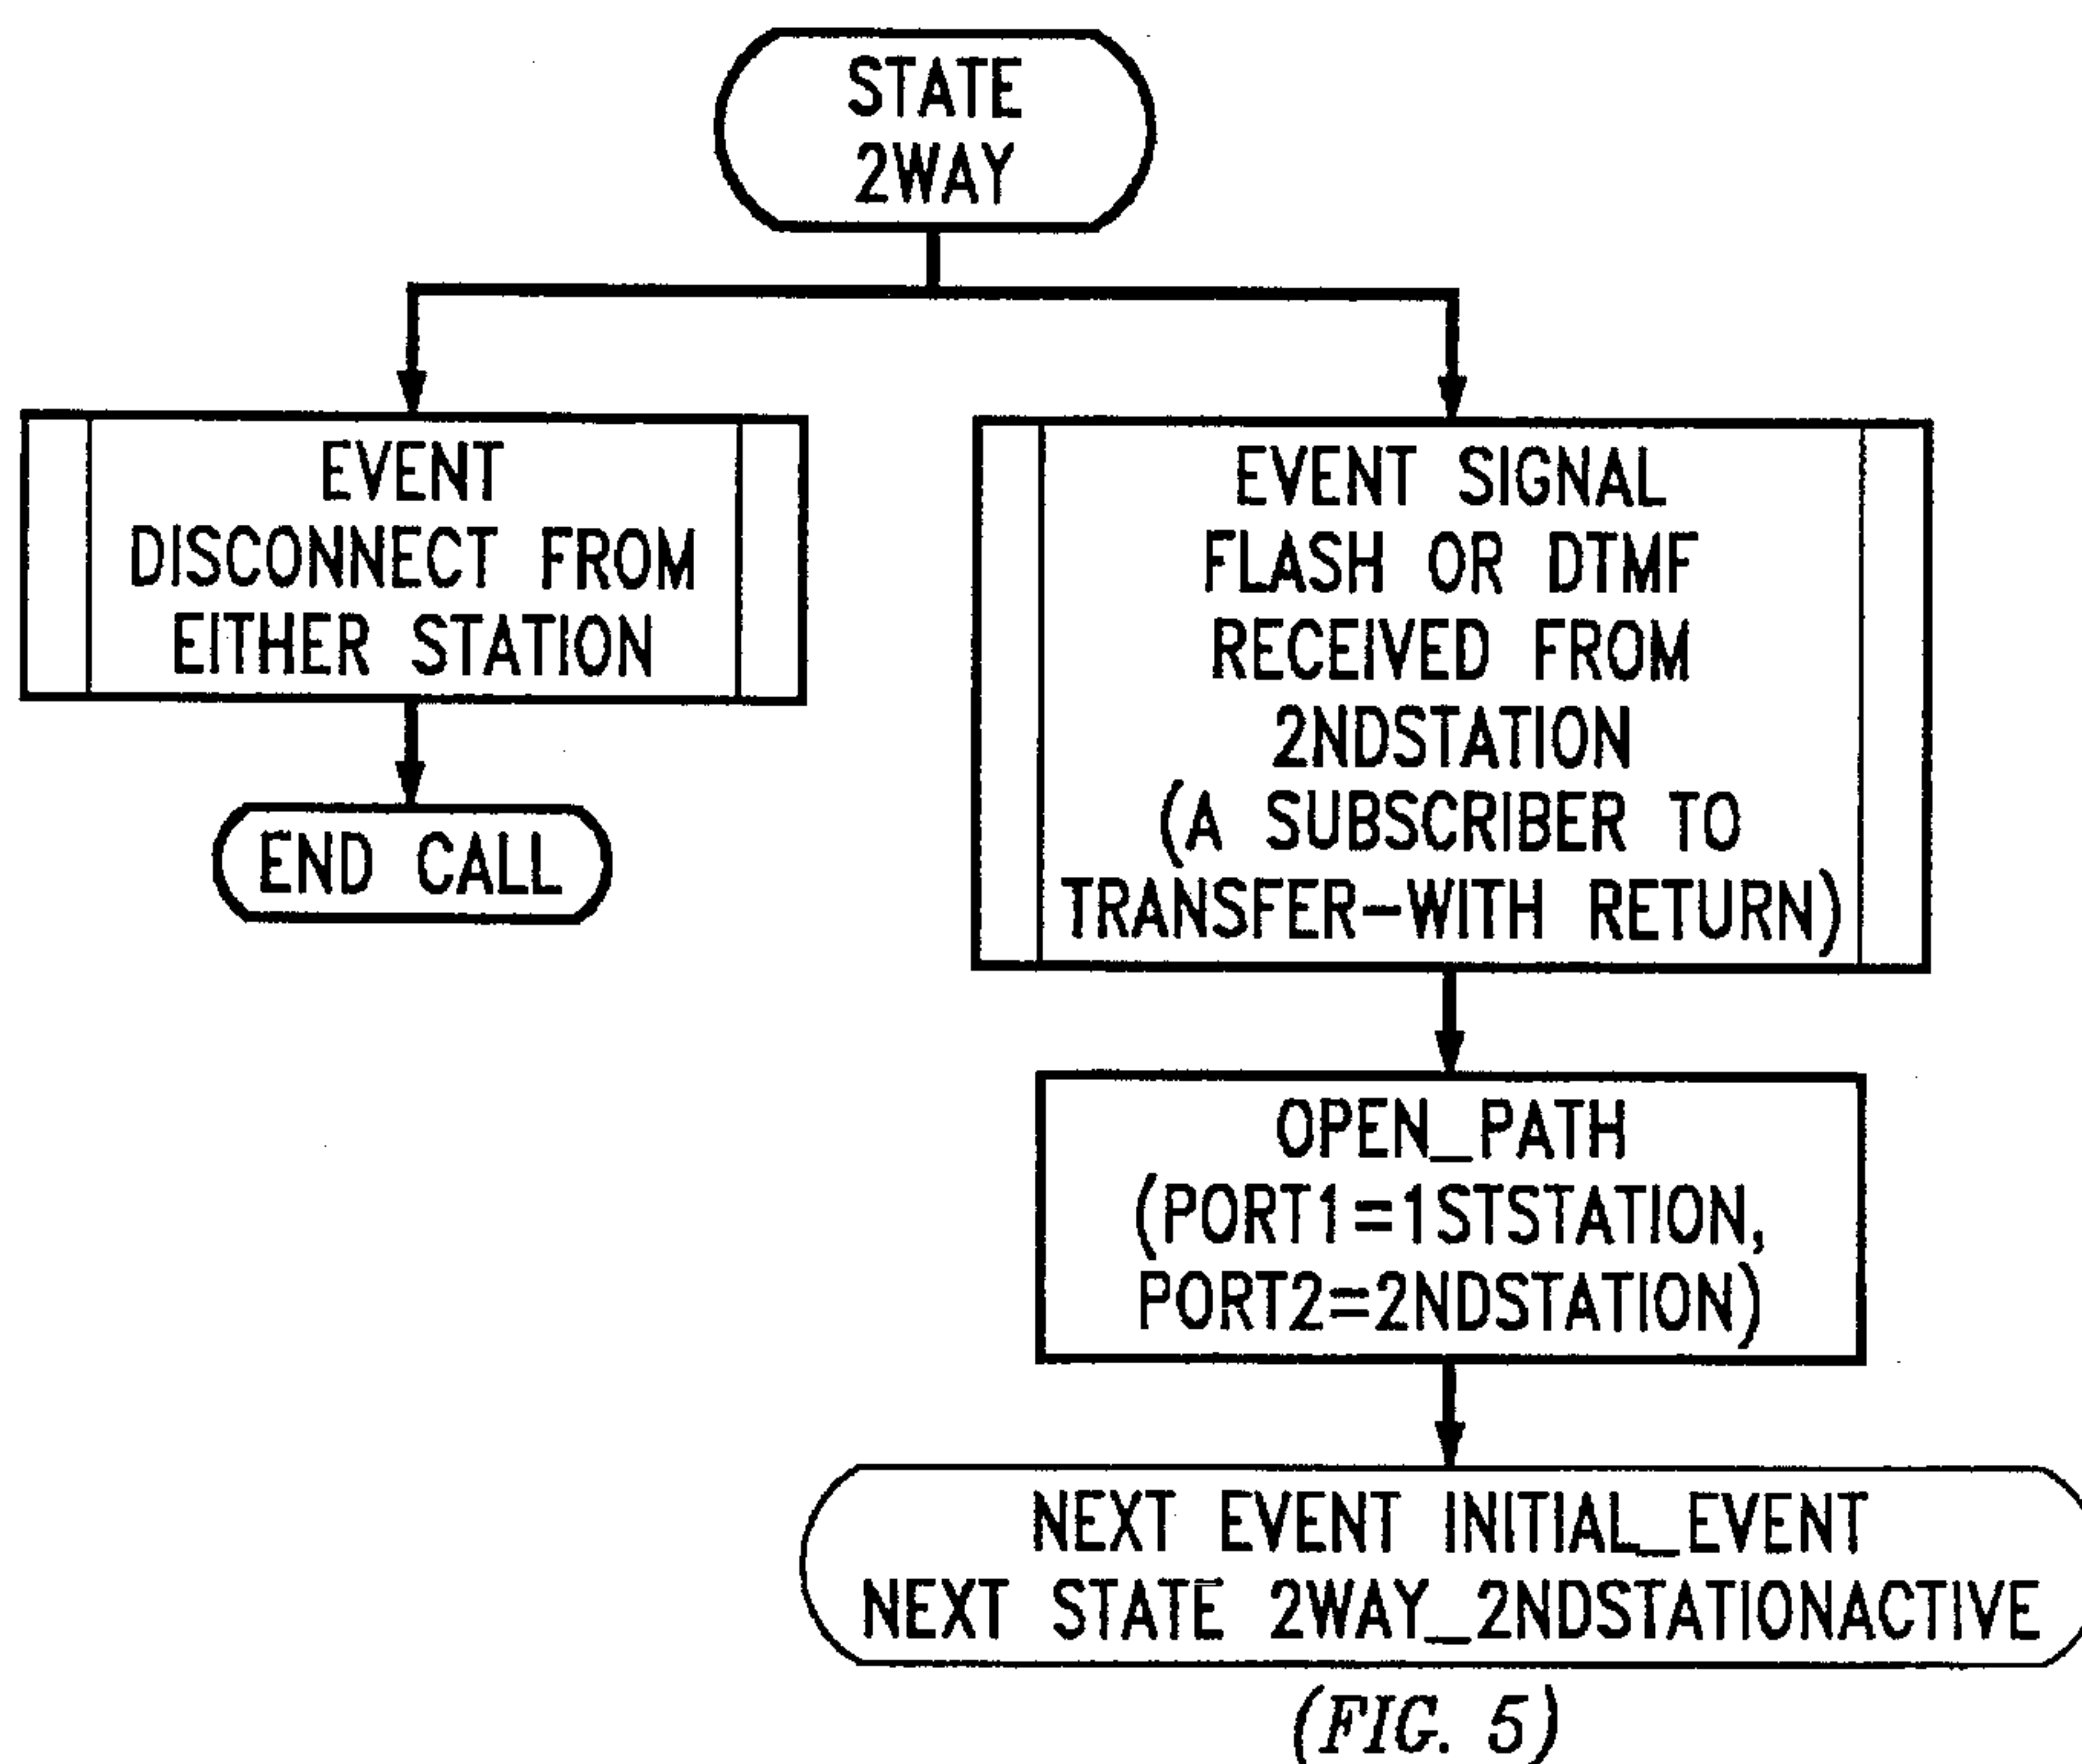 STATE
2WAY
EVENT
DISCONNECT FROM
EITHER STATION
END CALL
EVENT SIGNAL
FLASH OR DTMF
RECEIVED FROM
2NDSTATION
(A SUBSCRIBER TO
TRANSFER-WITH RETURN)
OPEN_PATH
(PORT1=1STSTATION,
PORT2=2NDSTATION)
NEXT EVENT INITIAL_EVENT
NEXT STATE 2WAY_2NDSTATIONACTIVE
(FIG. 5)